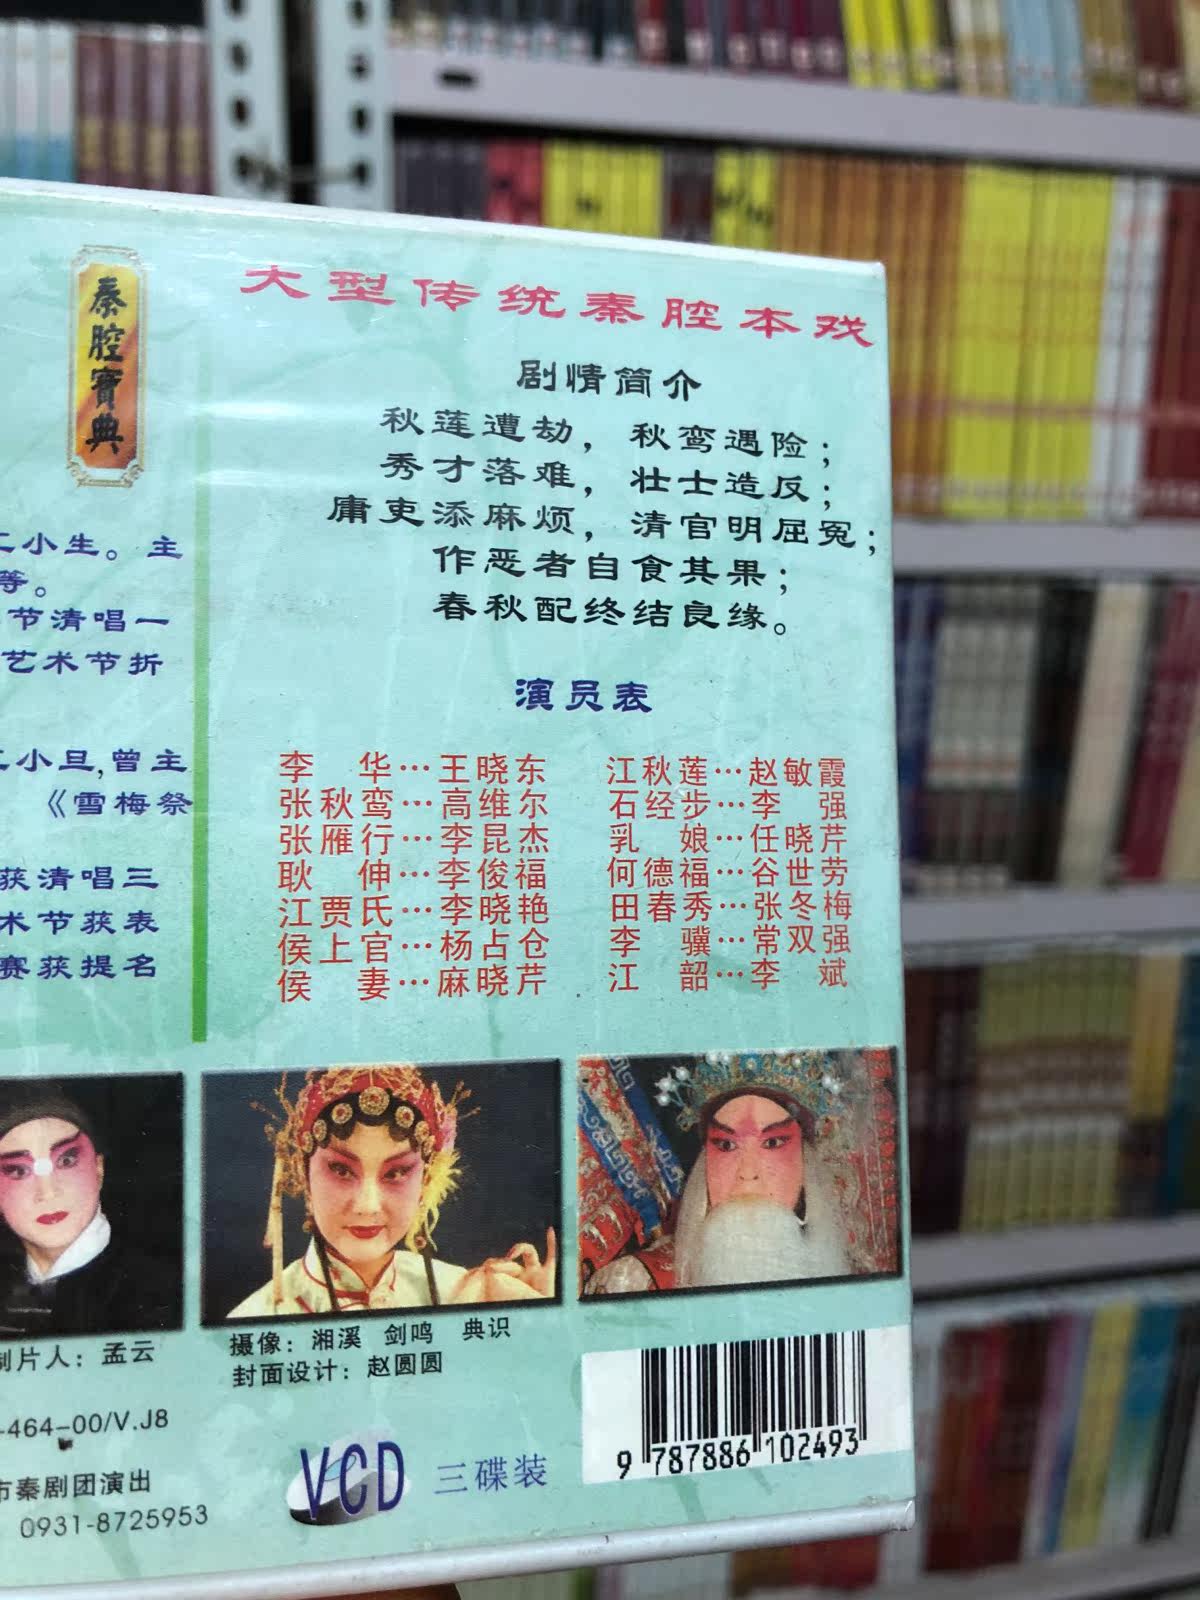 秦腔寶典
大型传统秦腔本戏
剧情简介
秋莲遭劫，秋鸾遇险；
秀才落难，壮士造反；
庸吏添麻烦，清官明屈冤；
作恶者自食其果；
春秋配终结良缘。
演员表
李 华…王晓东 江秋莲…赵敏霞
张秋鸾…高维尔 石经步…李 强
张雁行…李昆杰 乳 娘…任晓芹
耿 伸…李俊福 何德福…谷世劳
江贾氏…李晓艳 田春秀…张冬梅
侯上官…杨占仓 李 骥…常双强
侯 妻…麻晓芹 江 韶…李 斌
工小生。主
等。
节清唱一
艺术节折
工小旦,曾主
《雪梅祭
获清唱三
术节获表
赛获提名
制片人：孟云
摄像：湘溪 剑鸣 典识
封面设计：赵圆圆
-464-00/V.J8
市秦剧团演出
0931-8725953
VCD 三碟装
9 787886 102493